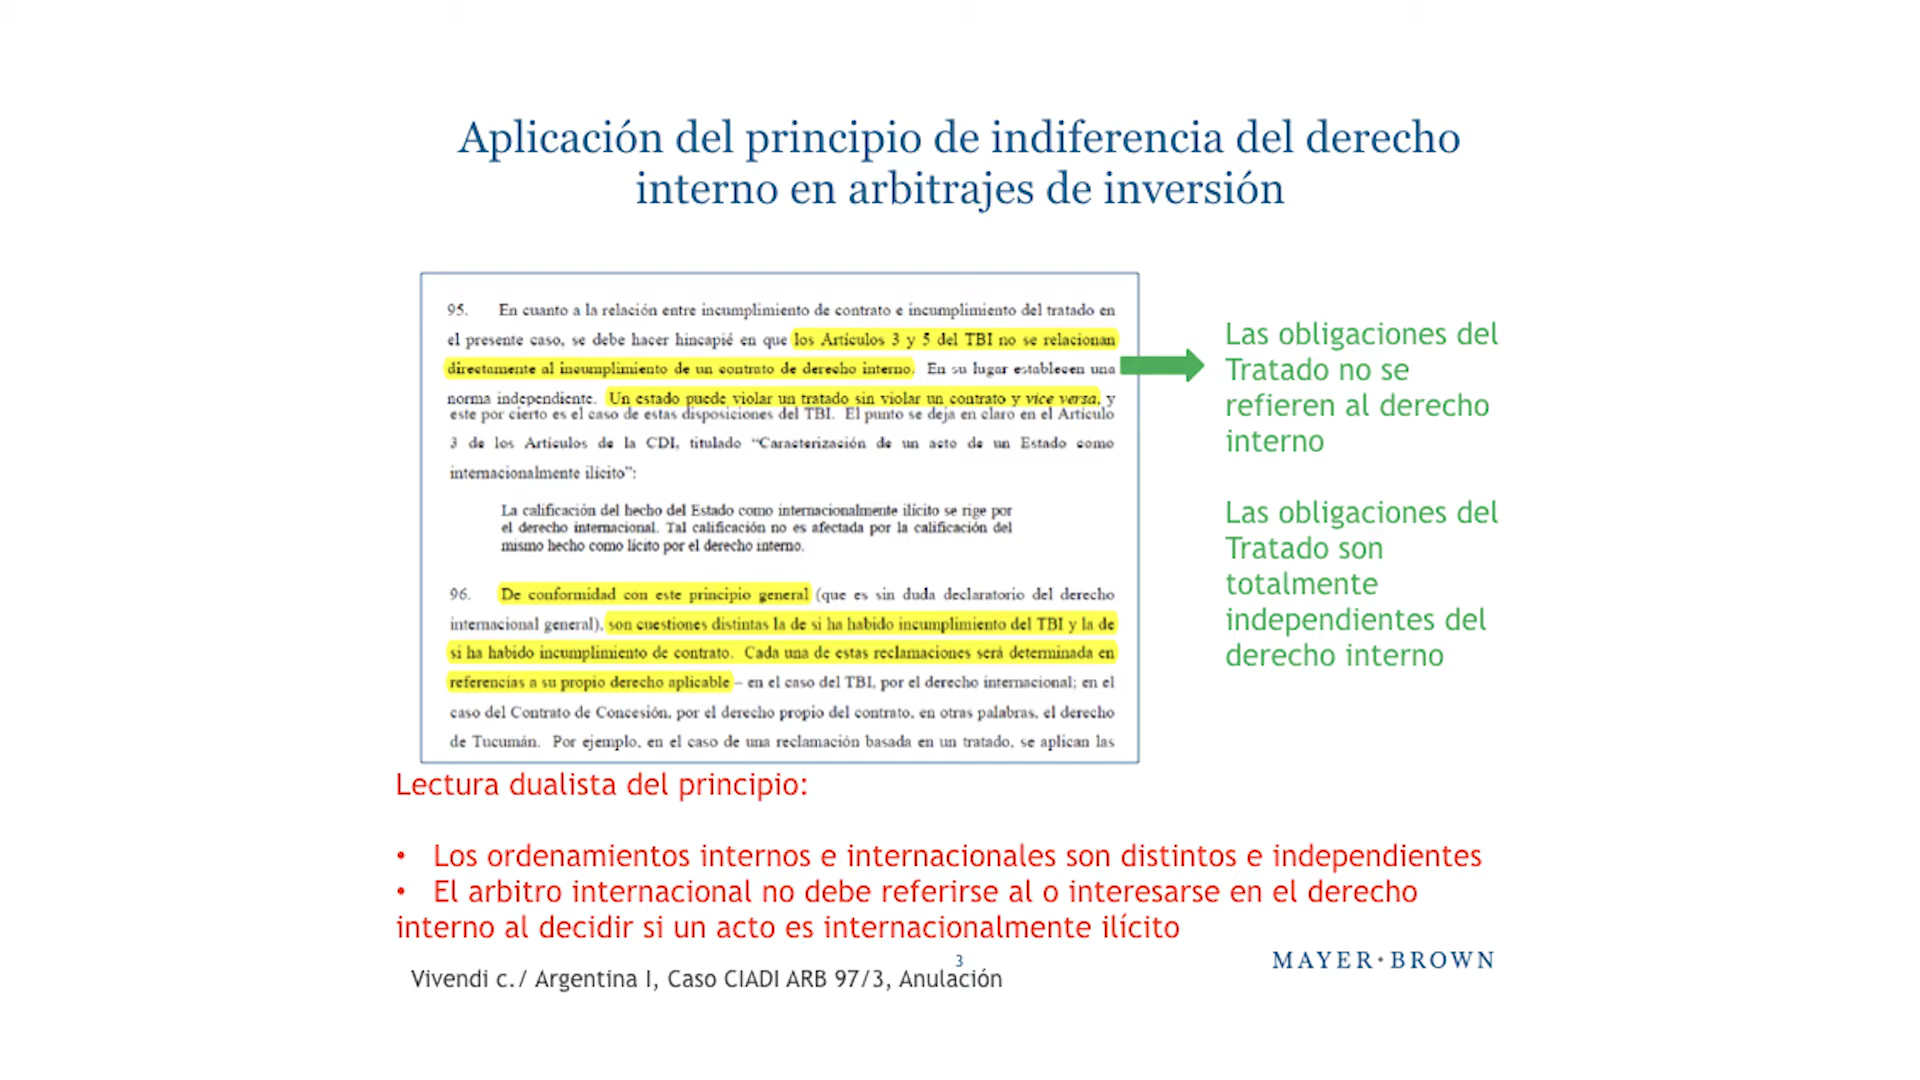 Aplicación del principio de indiferencia del derecho
interno en arbitrajes de inversión
95. En cuanto a la relación entre incumplimiento de contrato e incumplimiento del tratado en
el presente caso, se debe hacer hincapié en que los Artículos 3 y 5 del TBI no se relacionan
directamente al incumplimiento de un contrato de derecho interno. En su lugar establecen una
norma independiente. Un estado puede violar un tratado sin violar un contrato y vice versa, y
este por cierto es el caso de estas disposiciones del TBI. El punto se deja en claro en el Artículo
3 de los Artículos de la CDI, titulado “Caracterización de un acto de un Estado como
internacionalmente ilícito”:
La calificación del hecho del Estado como internacionalmente ilícito se rige por
el derecho internacional. Tal calificación no es afectada por la calificación del
mismo hecho como lícito por el derecho interno.
96. De conformidad con este principio general (que es sin duda declaratorio del derecho
internacional general), son cuestiones distintas la de si ha habido incumplimiento del TBI y la de
si ha habido incumplimiento de contrato. Cada una de estas reclamaciones será determinada en
referencias a su propio derecho aplicable – en el caso del TBI, por el derecho internacional; en el
caso del Contrato de Concesión, por el derecho propio del contrato, en otras palabras, el derecho
de Tucumán. Por ejemplo, en el caso de una reclamación basada en un tratado, se aplican las
Las obligaciones del
Tratado no se
refieren al derecho
interno
Las obligaciones del
Tratado son
totalmente
independientes del
derecho interno
Lectura dualista del principio:
• Los ordenamientos internos e internacionales son distintos e independientes
• El arbitro internacional no debe referirse al o interesarse en el derecho
interno al decidir si un acto es internacionalmente ilícito
3
Vivendi c./ Argentina I, Caso CIADI ARB 97/3, Anulación
MAYER•BROWN